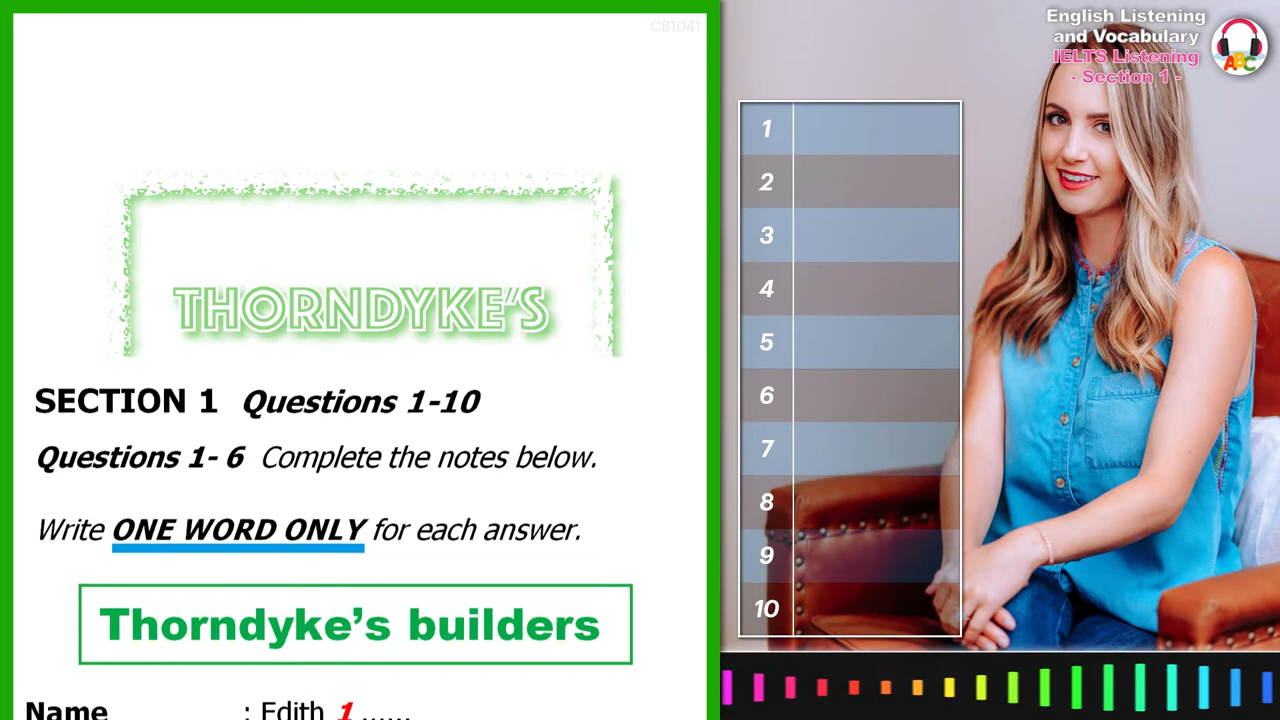 CB1041
THORNDYKE'S
SECTION 1 Questions 1-10
Questions 1- 6 Complete the notes below.
Write ONE WORD ONLY for each answer.
Thorndyke's builders
Name : Edith 1 ......
English Listening
and Vocabulary
IELTS Listening
- Section 1 -
ABC
1
2
3
4
5
6
7
8
9
10